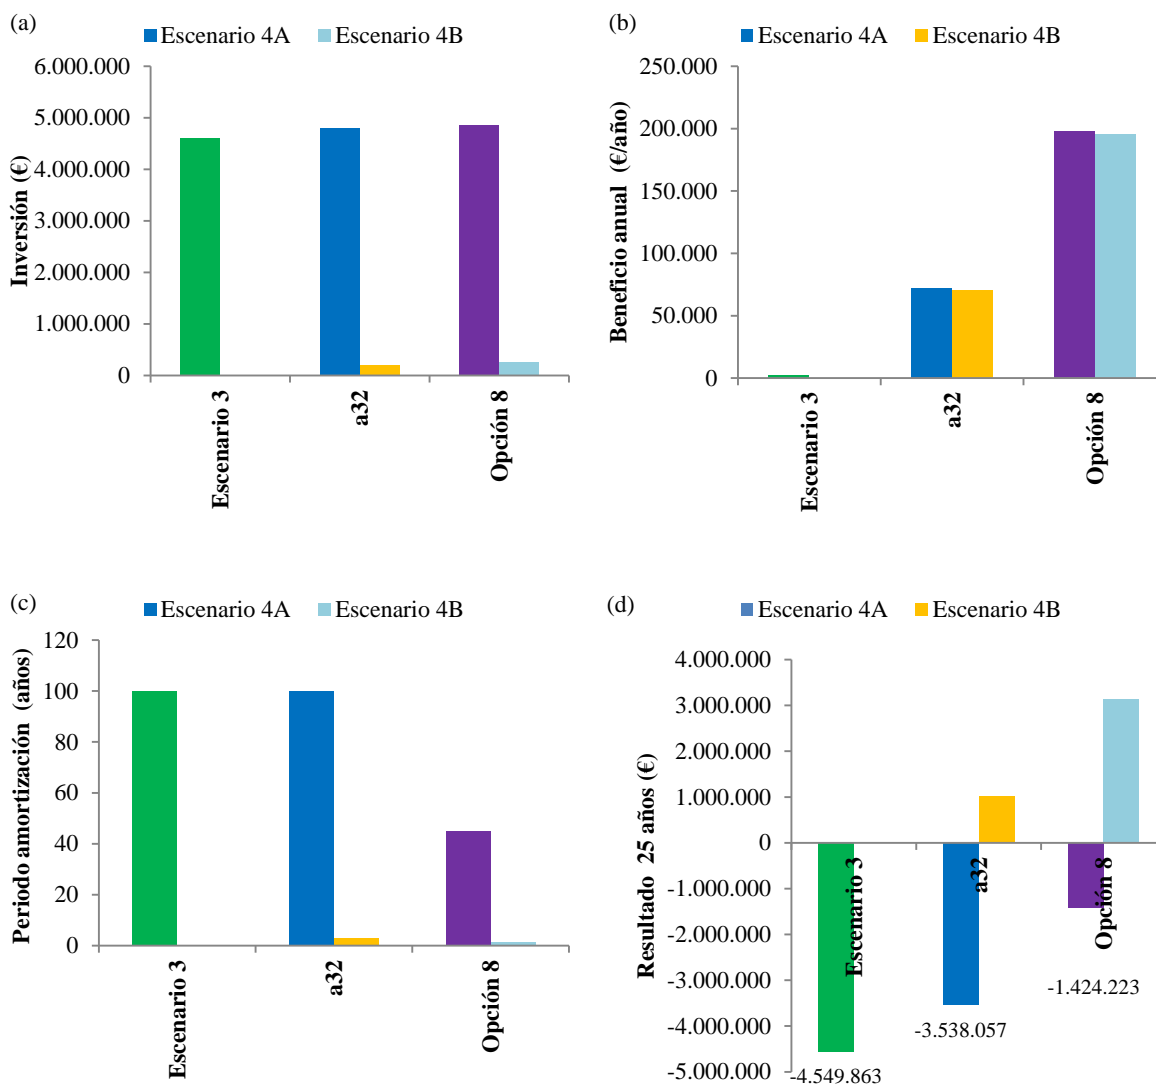 (a)
Escenario 4A
Escenario 4B
6.000.000
5.000.000
4.000.000
3.000.000
2.000.000
1.000.000
0
Inversión (€)
Escenario 3
a32
Opción 8
(b)
Escenario 4A
Escenario 4B
250.000
200.000
150.000
100.000
50.000
0
Beneficio anual (€/año)
Escenario 3
a32
Opción 8
(c)
Escenario 4A
Escenario 4B
120
100
80
60
40
20
0
Periodo amortización (años)
Escenario 3
a32
Opción 8
(d)
Escenario 4A
Escenario 4B
4.000.000
3.000.000
2.000.000
1.000.000
0
-1.000.000
-2.000.000
-3.000.000
-4.000.000
-5.000.000
Resultado 25 años (€)
Escenario 3
a32
Opción 8
-1.424.223
-3.538.057
-4.549.863